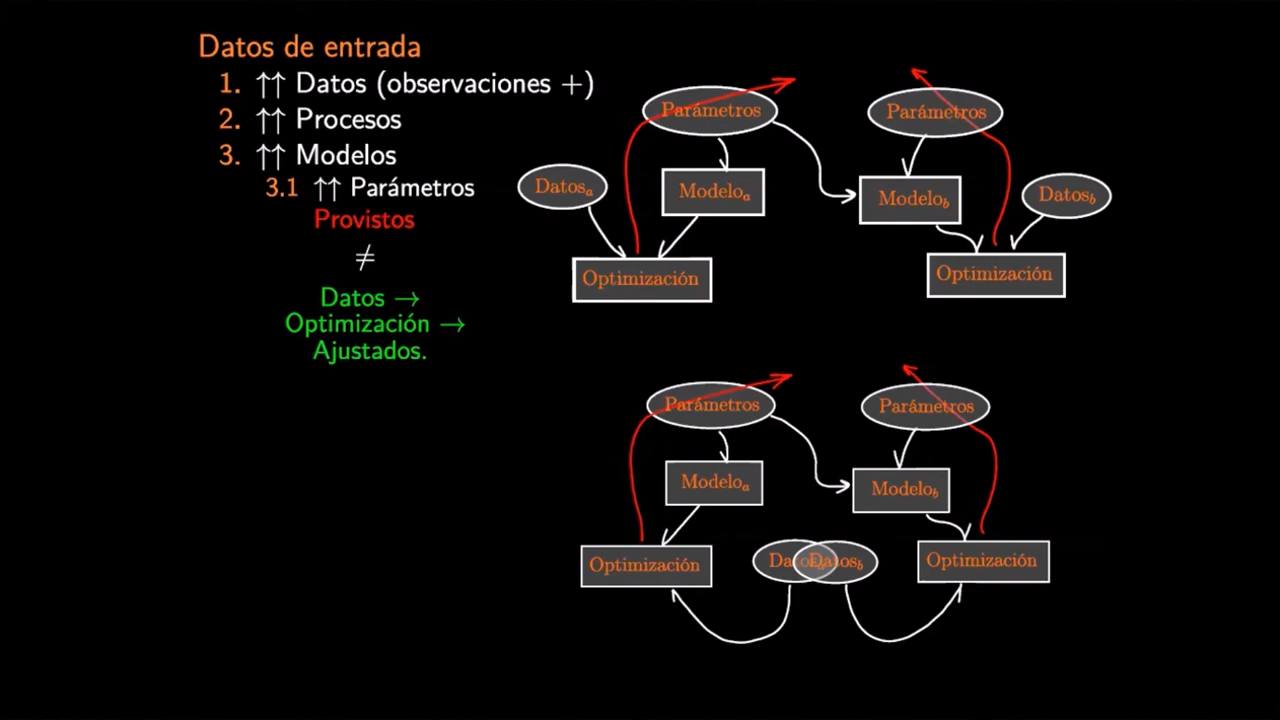 Datos de entrada
1. ↑↑ Datos (observaciones +)
2. ↑↑ Procesos
3. ↑↑ Modelos
3.1 ↑↑ Parámetros
Provistos
≠
Datos →
Optimización →
Ajustados.
Parámetros
Parámetros
Datosₐ
Modeloₐ
Modelo_b
Datos_b
Optimización
Optimización
Parámetros
Parámetros
Modeloₐ
Modelo_b
Optimización
Datos_b
Optimización